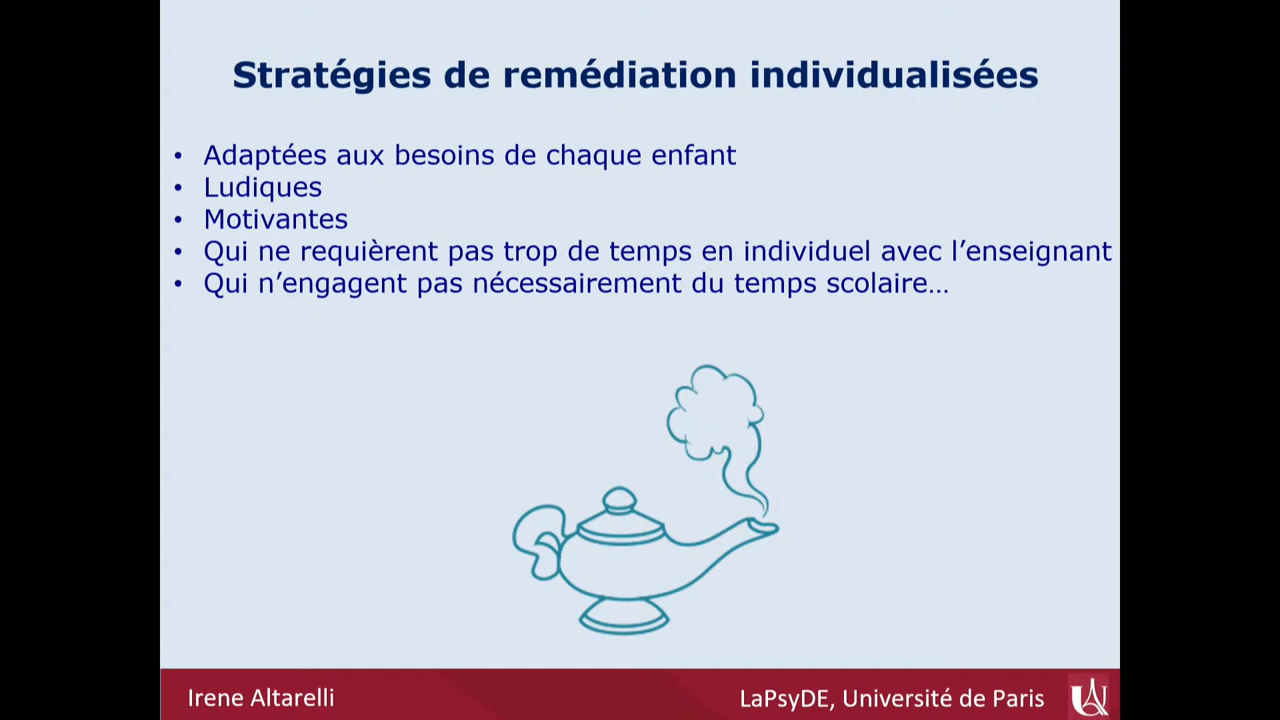 Stratégies de remédiation individualisées
• Adaptées aux besoins de chaque enfant
• Ludiques
• Motivantes
• Qui ne requièrent pas trop de temps en individuel avec l’enseignant
• Qui n’engagent pas nécessairement du temps scolaire…
Irene Altarelli
LaPsyDE, Université de Paris